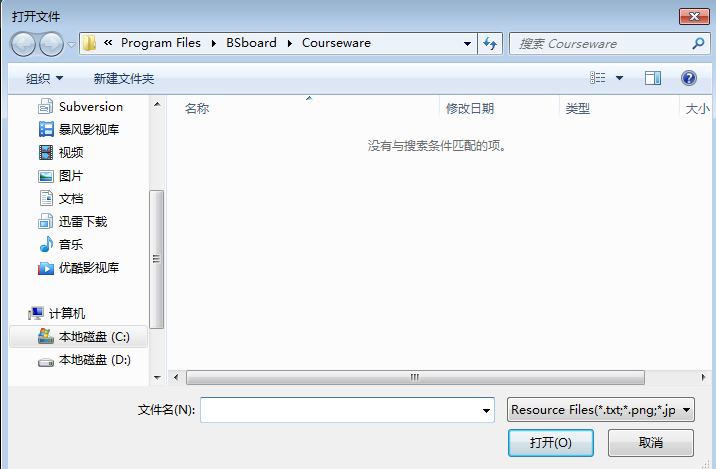 打开文件
« Program Files BSboard Courseware
搜索 Courseware
组织 新建文件夹
名称 修改日期 类型 大小
没有与搜索条件匹配的项。
Subversion
暴风影视库
视频
图片
文档
迅雷下载
音乐
优酷影视库
计算机
本地磁盘 (C:)
本地磁盘 (D:)
文件名(N):
Resource Files(*.txt;*.png;*.jp
打开(O) 取消